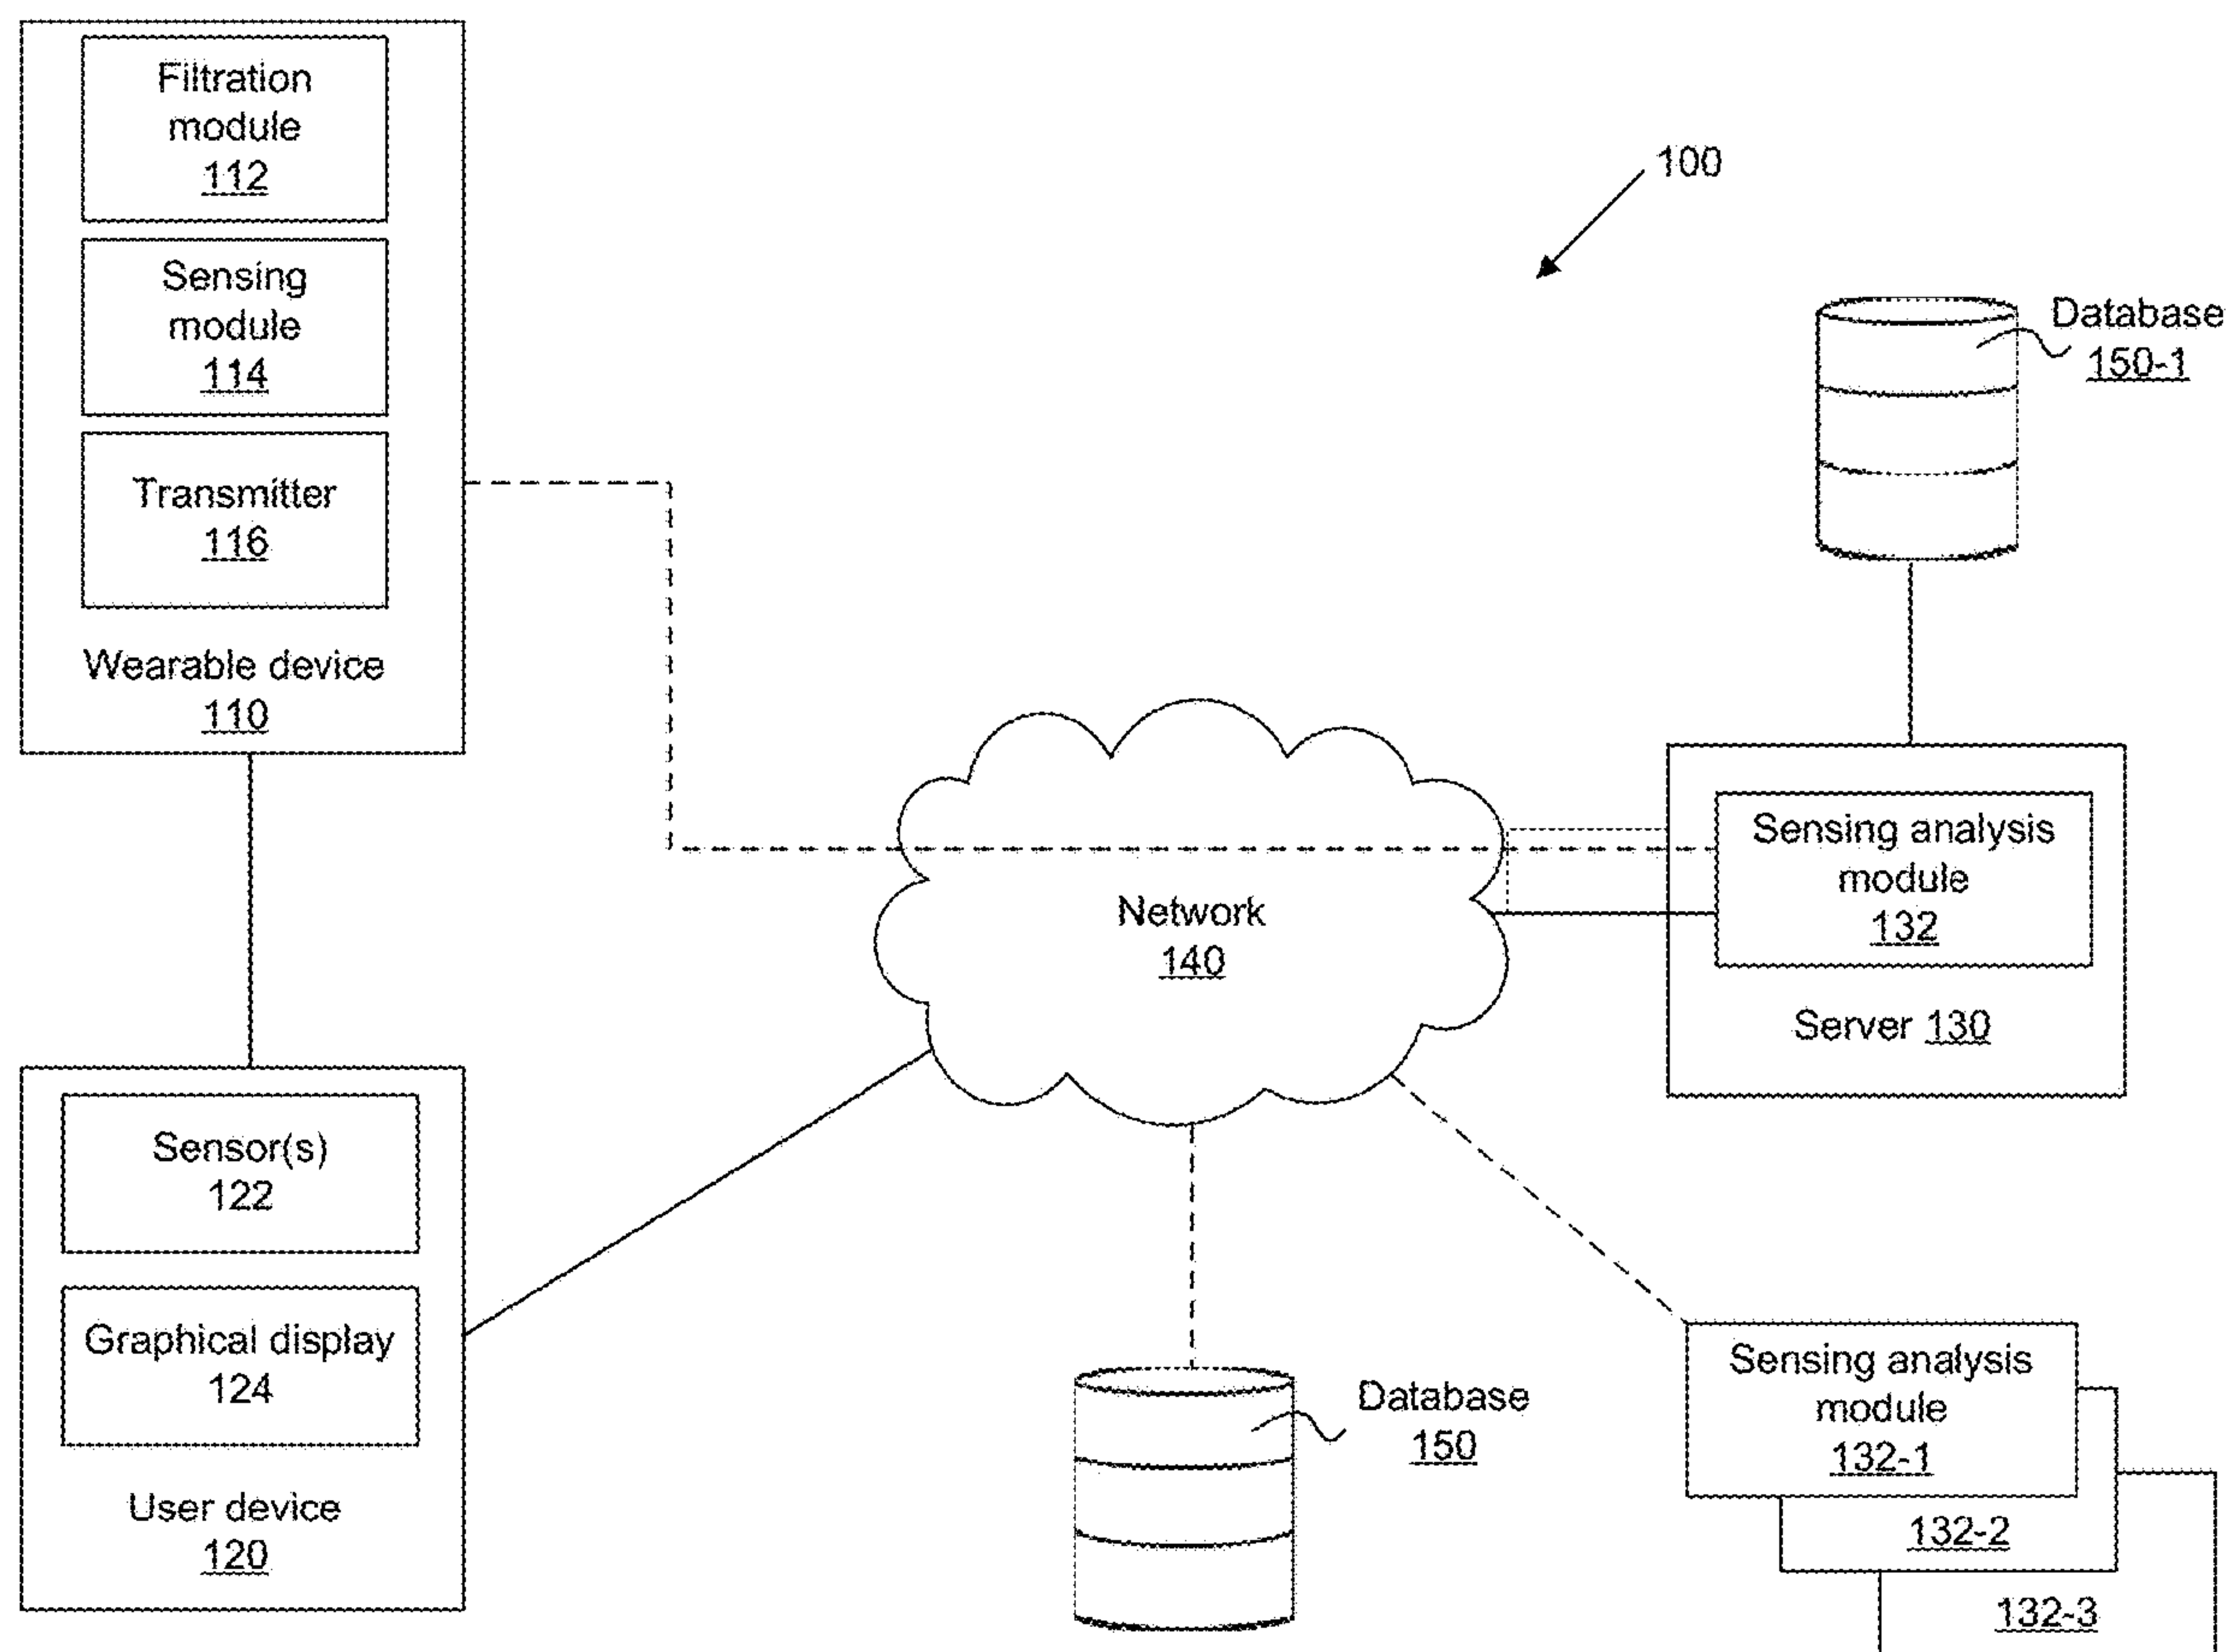 Filtration
module
112
Sensing
module
114
Transmitter
116
Wearable device
110
100
Database
150-1
Sensing analysis
module
132
Server 130
Network
140
Sensor(s)
122
Graphical display
124
User device
120
Database
150
Sensing analysis
module
132-1
132-2
132-3